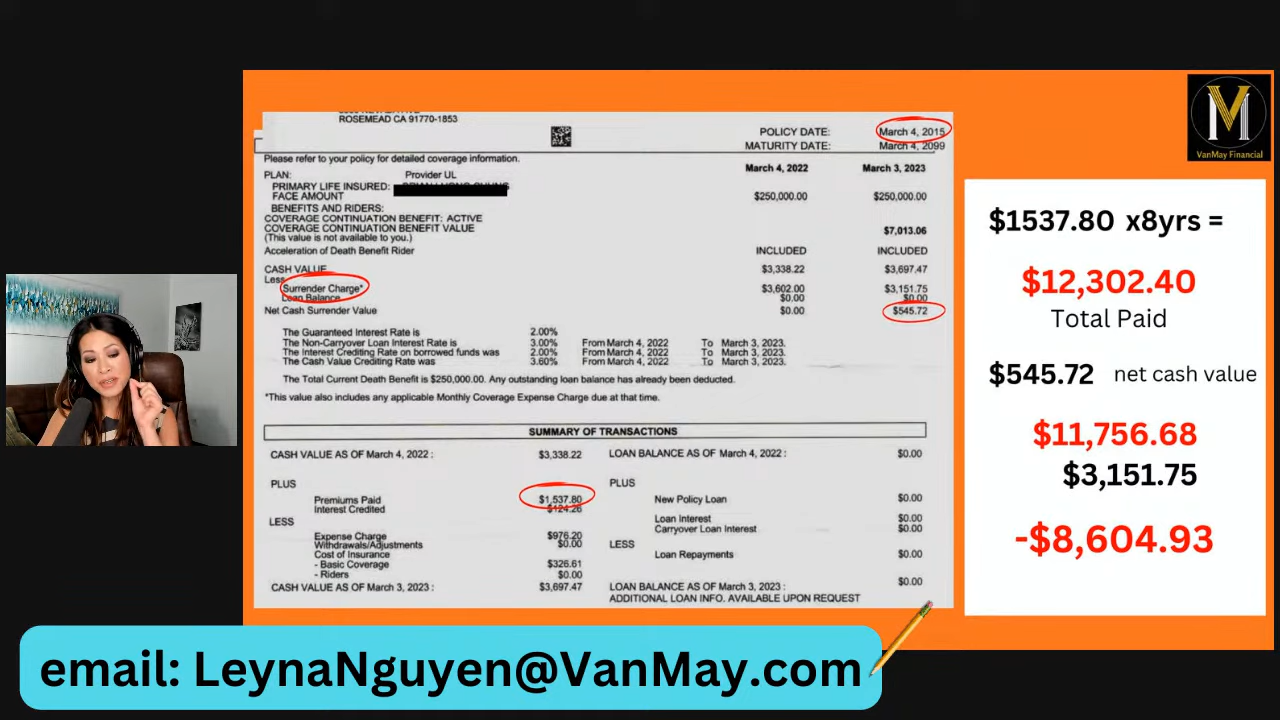 ROSEMEAD CA 91770-1853
POLICY DATE: March 4, 2015
MATURITY DATE: March 4, 2099
Please refer to your policy for detailed coverage information.
March 4, 2022 March 3, 2023
PLAN: Provider UL
PRIMARY LIFE INSURED:
FACE AMOUNT $250,000.00 $250,000.00
BENEFITS AND RIDERS:
COVERAGE CONTINUATION BENEFIT: ACTIVE
COVERAGE CONTINUATION BENEFIT VALUE $7,013.06
(This value is not available to you.)
Acceleration of Death Benefit Rider INCLUDED INCLUDED
CASH VALUE $3,338.22 $3,697.47
Less
Surrender Charge* $3,602.00 $3,151.75
Loan Balance $0.00 $0.00
Net Cash Surrender Value $0.00 $545.72
The Guaranteed Interest Rate is 2.00%
The Non-Carryover Loan Interest Rate is 3.00% From March 4, 2022 To March 3, 2023.
The Interest Crediting Rate on borrowed funds was 2.00% From March 4, 2022 To March 3, 2023.
The Cash Value Crediting Rate was 3.60% From March 4, 2022 To March 3, 2023.
The Total Current Death Benefit is $250,000.00. Any outstanding loan balance has already been deducted.
*This value also includes any applicable Monthly Coverage Expense Charge due at that time.
SUMMARY OF TRANSACTIONS
CASH VALUE AS OF March 4, 2022 : $3,338.22 LOAN BALANCE AS OF March 4, 2022 : $0.00
PLUS PLUS
Premiums Paid $1,537.80 New Policy Loan $0.00
Interest Credited $124.26
Loan Interest $0.00
LESS
Carryover Loan Interest $0.00
Expense Charge $976.20
Withdrawals/Adjustments $0.00 LESS
Cost of Insurance Loan Repayments $0.00
- Basic Coverage $326.61
- Riders $0.00
CASH VALUE AS OF March 3, 2023 : $3,697.47 LOAN BALANCE AS OF March 3, 2023 : $0.00
ADDITIONAL LOAN INFO. AVAILABLE UPON REQUEST
VanMay Financial
$1537.80 x8yrs =
$12,302.40
Total Paid
$545.72 net cash value
$11,756.68
$3,151.75
-$8,604.93
email: LeynaNguyen@VanMay.com